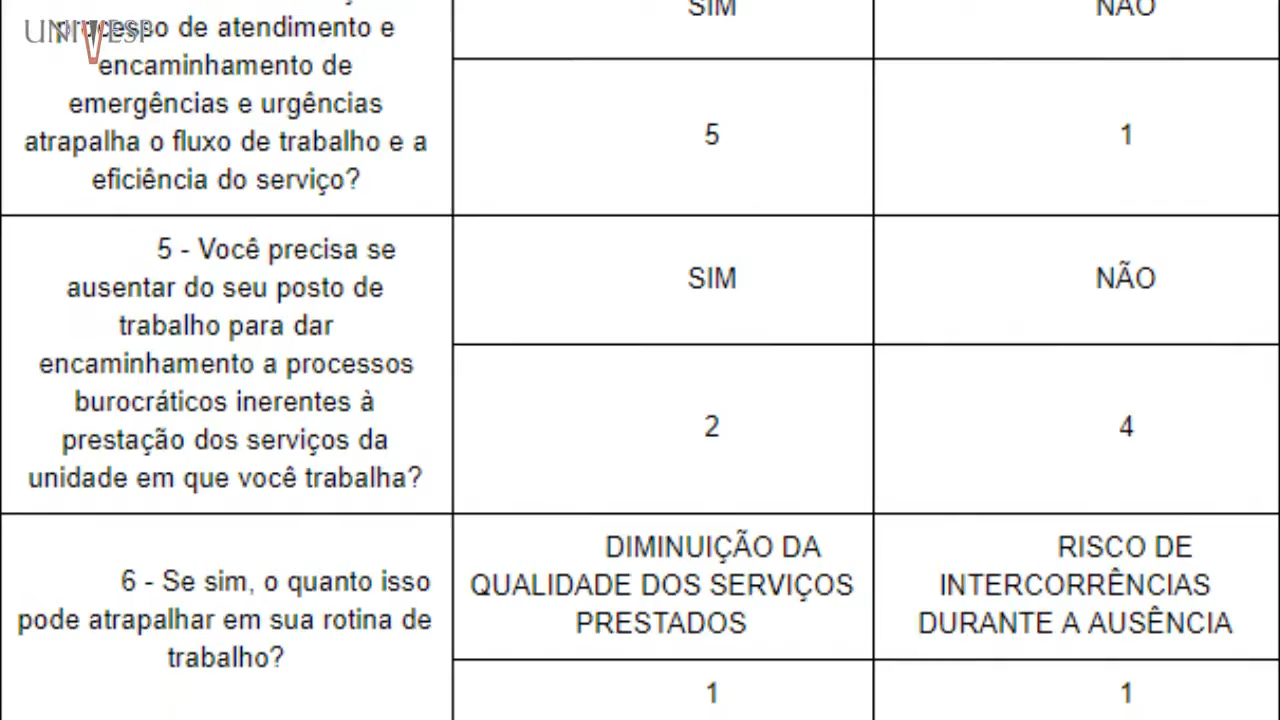 UNIVESP
SIM
NÃO
processo de atendimento e
encaminhamento de
emergências e urgências
atrapalha o fluxo de trabalho e a
eficiência do serviço?
5
1
5 - Você precisa se
ausentar do seu posto de
trabalho para dar
encaminhamento a processos
burocráticos inerentes à
prestação dos serviços da
unidade em que você trabalha?
SIM
NÃO
2
4
6 - Se sim, o quanto isso
pode atrapalhar em sua rotina de
trabalho?
DIMINUIÇÃO DA
QUALIDADE DOS SERVIÇOS
PRESTADOS
RISCO DE
INTERCORRÊNCIAS
DURANTE A AUSÊNCIA
1
1